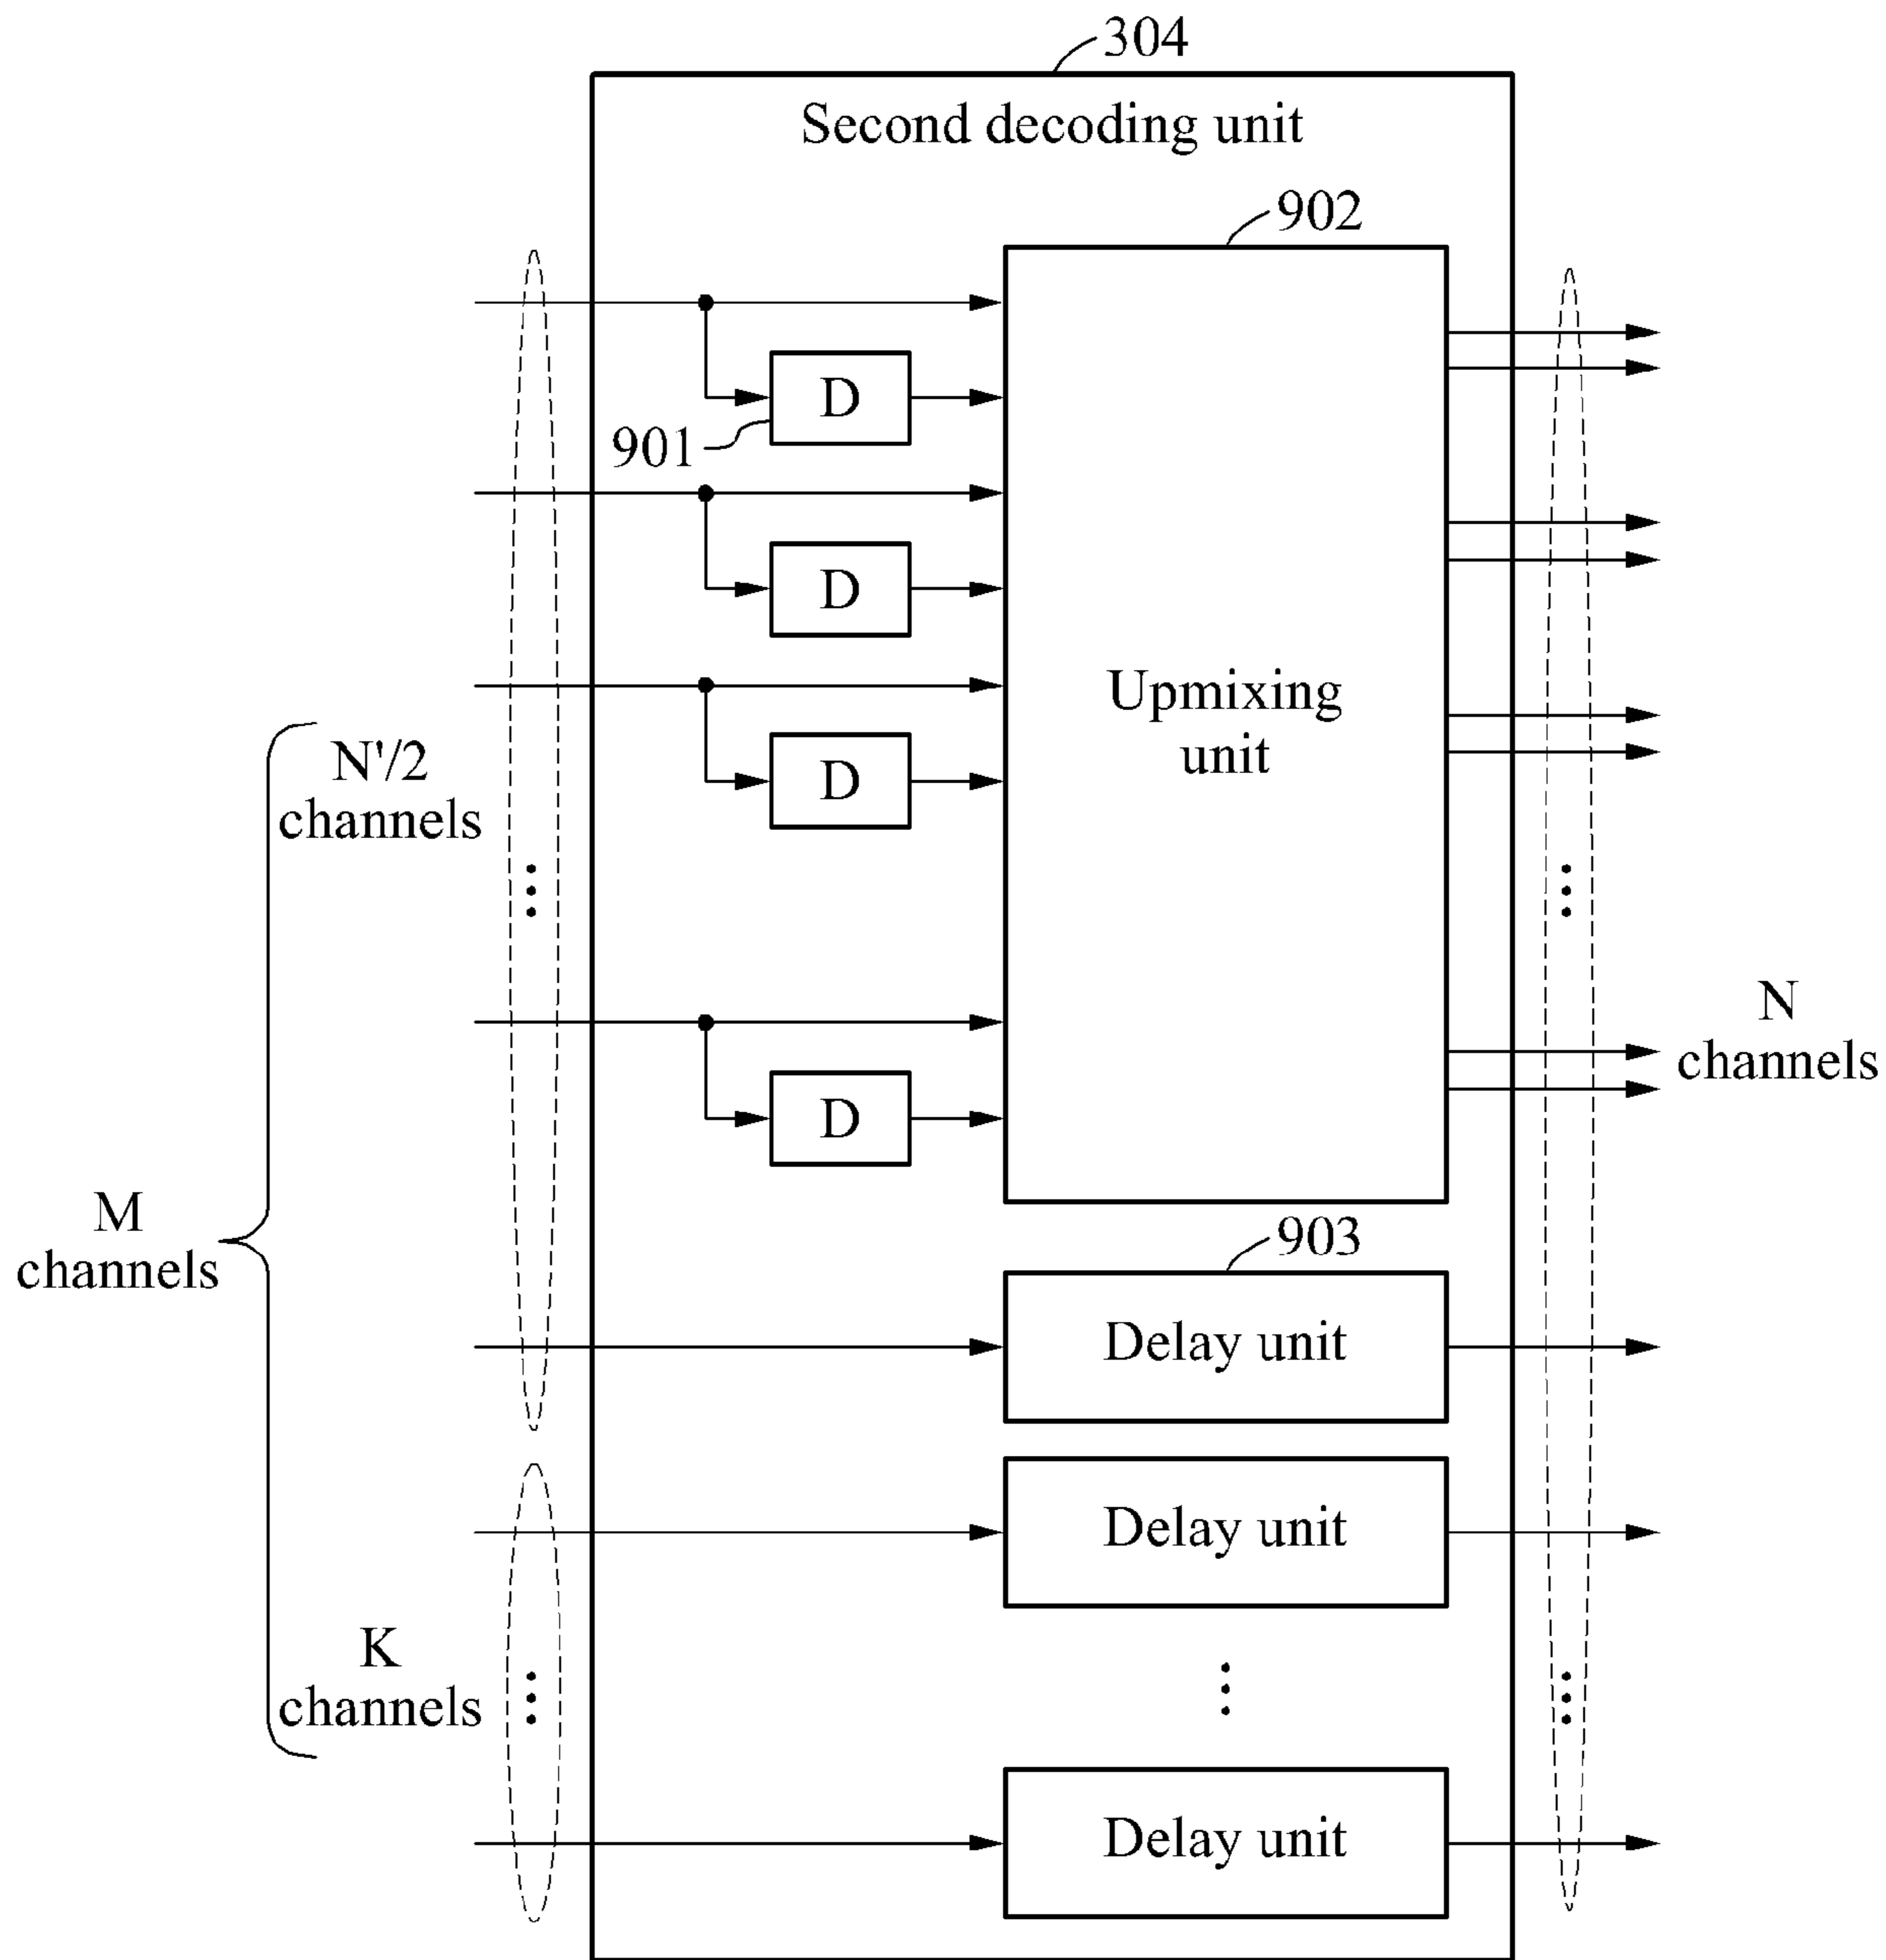 304
Second decoding unit
902
D
901
D
D
D
Upmixing
unit
N'/2
channels
M
channels
N
channels
903
Delay unit
Delay unit
K
channels
Delay unit